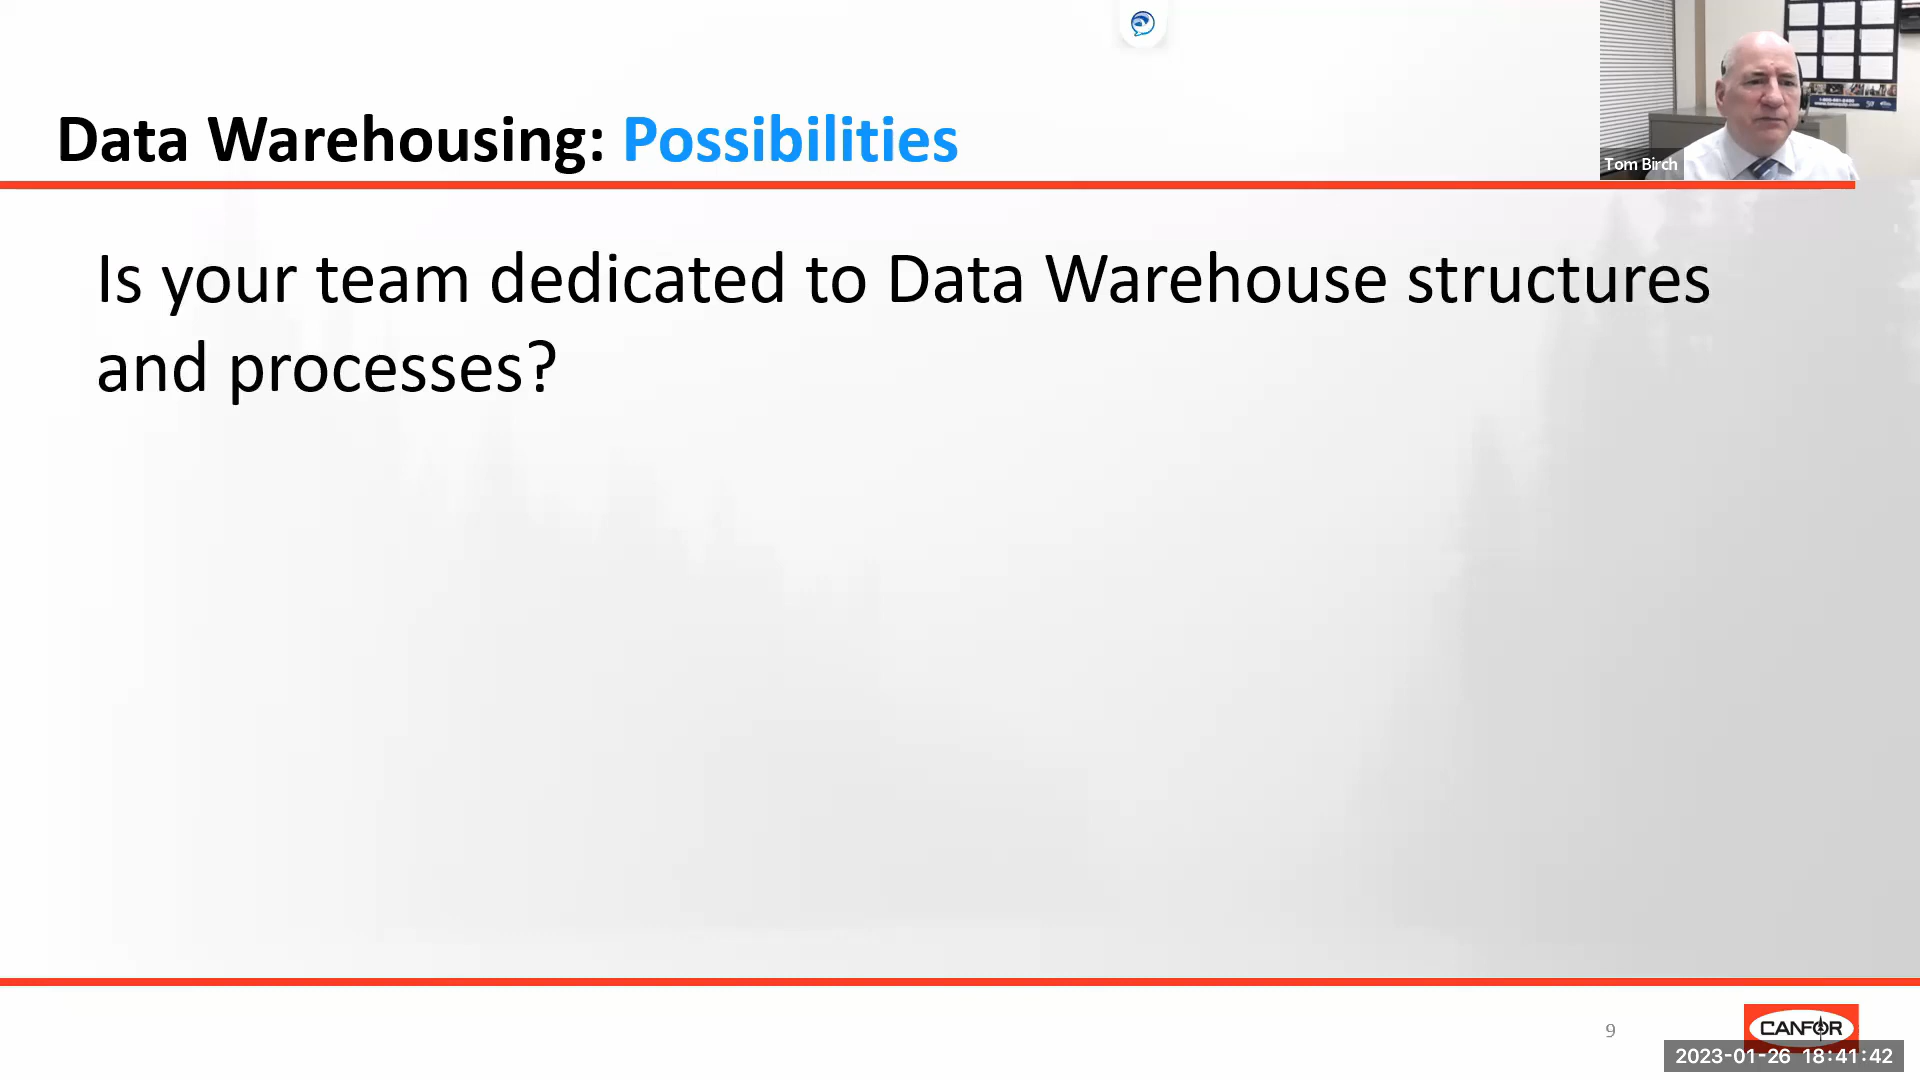 Data Warehousing: Possibilities
Tom Birch
Is your team dedicated to Data Warehouse structures
and processes?
9
CANFOR
2023-01-26 18:41:42